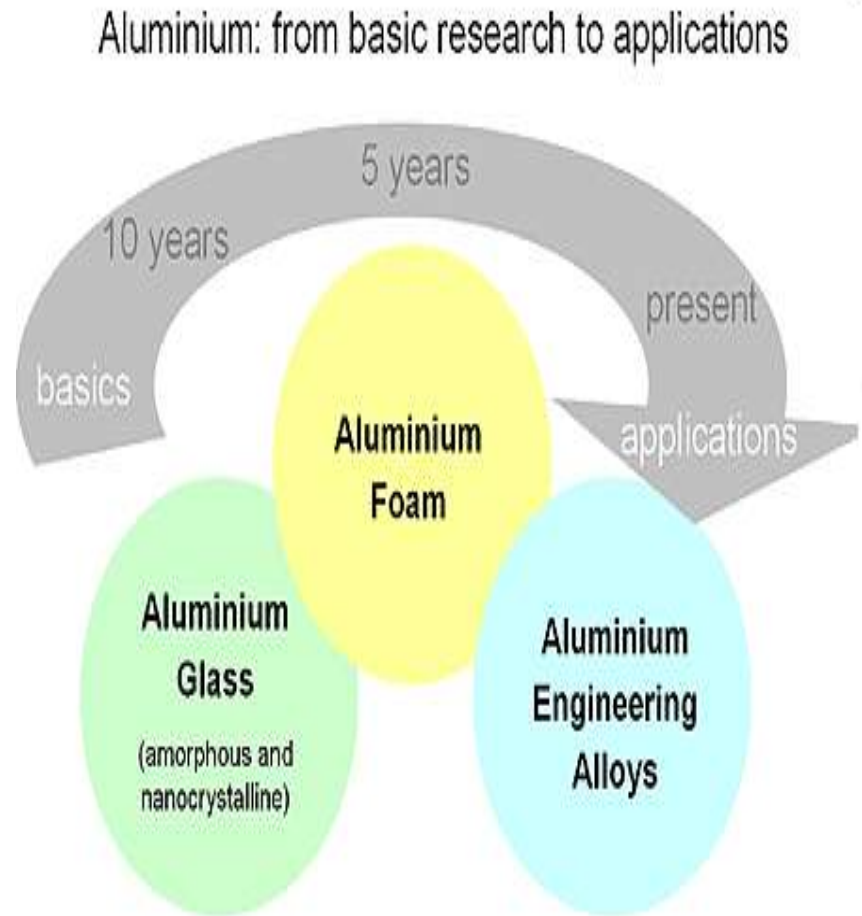 Aluminium: from basic research to applications
5 years
10 years
present
basics
applications
Aluminium
Foam
Aluminium
Glass
(amorphous and
nanocrystalline)
Aluminium
Engineering
Alloys